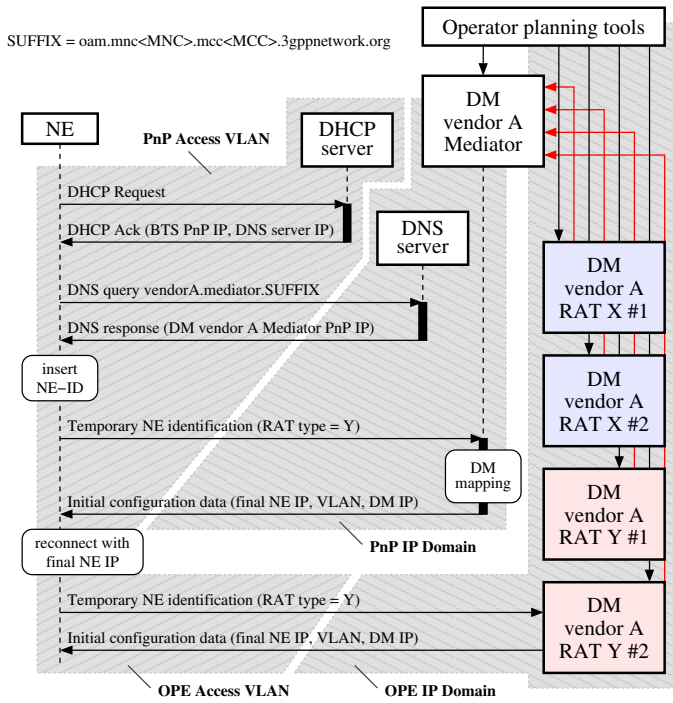 Operator planning tools
SUFFIX = oam.mnc<MNC>.mcc<MCC>.3gppnetwork.org
DM
vendor A
Mediator
NE
PnP Access VLAN
DHCP
server
DHCP Request
DHCP Ack (BTS PnP IP, DNS server IP)
DNS
server
DM
vendor A
RAT X #1
DNS query vendorA.mediator.SUFFIX
DNS response (DM vendor A Mediator PnP IP)
insert
NE−ID
DM
vendor A
RAT X #2
Temporary NE identification (RAT type = Y)
DM
mapping
Initial configuration data (final NE IP, VLAN, DM IP)
DM
vendor A
RAT Y #1
reconnect with
final NE IP
PnP IP Domain
Temporary NE identification (RAT type = Y)
Initial configuration data (final NE IP, VLAN, DM IP)
DM
vendor A
RAT Y #2
OPE Access VLAN
OPE IP Domain